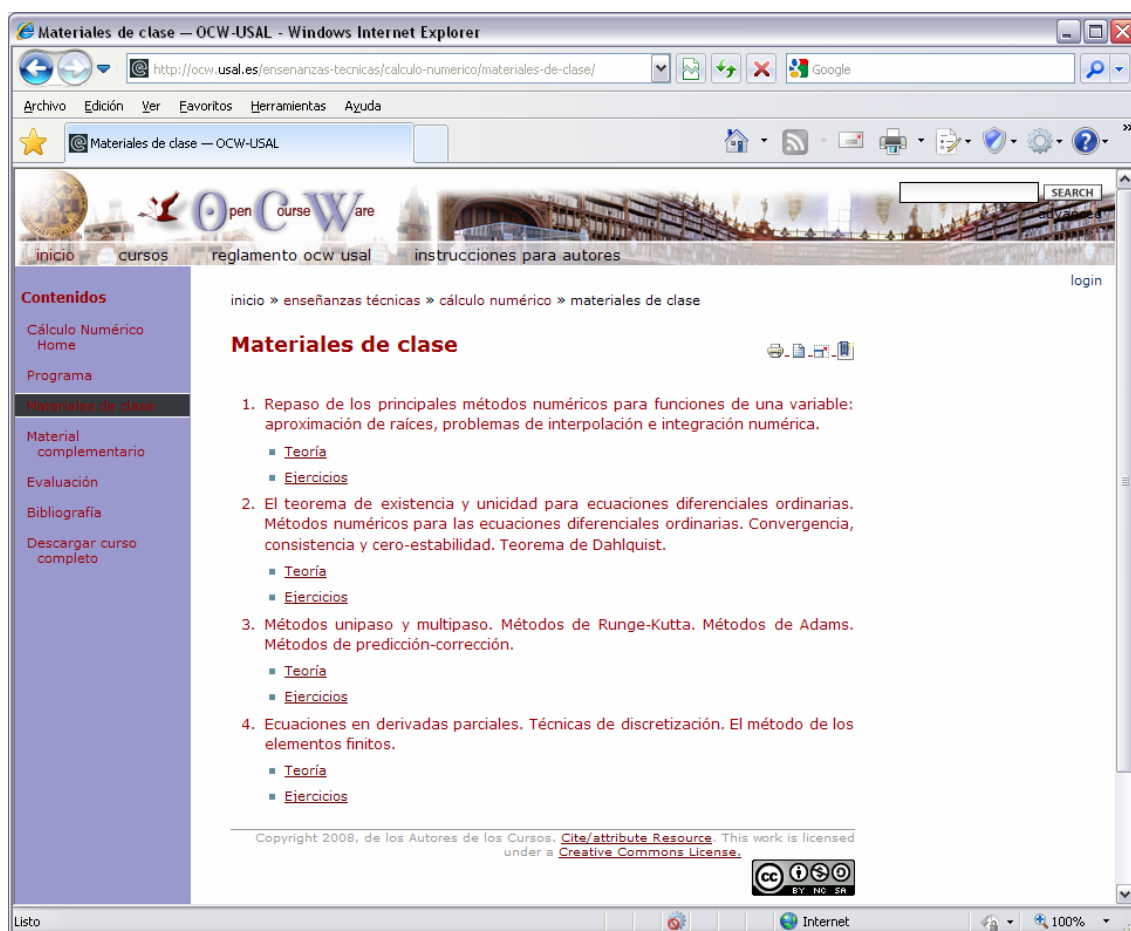 Materiales de clase — OCW-USAL - Windows Internet Explorer
http://ocw.usal.es/ensenanzas-tecnicas/calculo-numerico/materiales-de-clase/
Google
Archivo Edición Ver Favoritos Herramientas Ayuda
Materiales de clase — OCW-USAL
Open Course Ware
SEARCH
advanced
inicio cursos reglamento ocw usal instrucciones para autores
login
Contenidos
Cálculo Numérico
Home
Programa
Materiales de clase
Material
complementario
Evaluación
Bibliografía
Descargar curso
completo
inicio » enseñanzas técnicas » cálculo numérico » materiales de clase
Materiales de clase
1. Repaso de los principales métodos numéricos para funciones de una variable:
aproximación de raíces, problemas de interpolación e integración numérica.
Teoría
Ejercicios
2. El teorema de existencia y unicidad para ecuaciones diferenciales ordinarias.
Métodos numéricos para las ecuaciones diferenciales ordinarias. Convergencia,
consistencia y cero-estabilidad. Teorema de Dahlquist.
Teoría
Ejercicios
3. Métodos unipaso y multipaso. Métodos de Runge-Kutta. Métodos de Adams.
Métodos de predicción-corrección.
Teoría
Ejercicios
4. Ecuaciones en derivadas parciales. Técnicas de discretización. El método de los
elementos finitos.
Teoría
Ejercicios
Copyright 2008, de los Autores de los Cursos. Cite/attribute Resource. This work is licensed
under a Creative Commons License.
cc
BY NC SA
Listo
Internet
100%